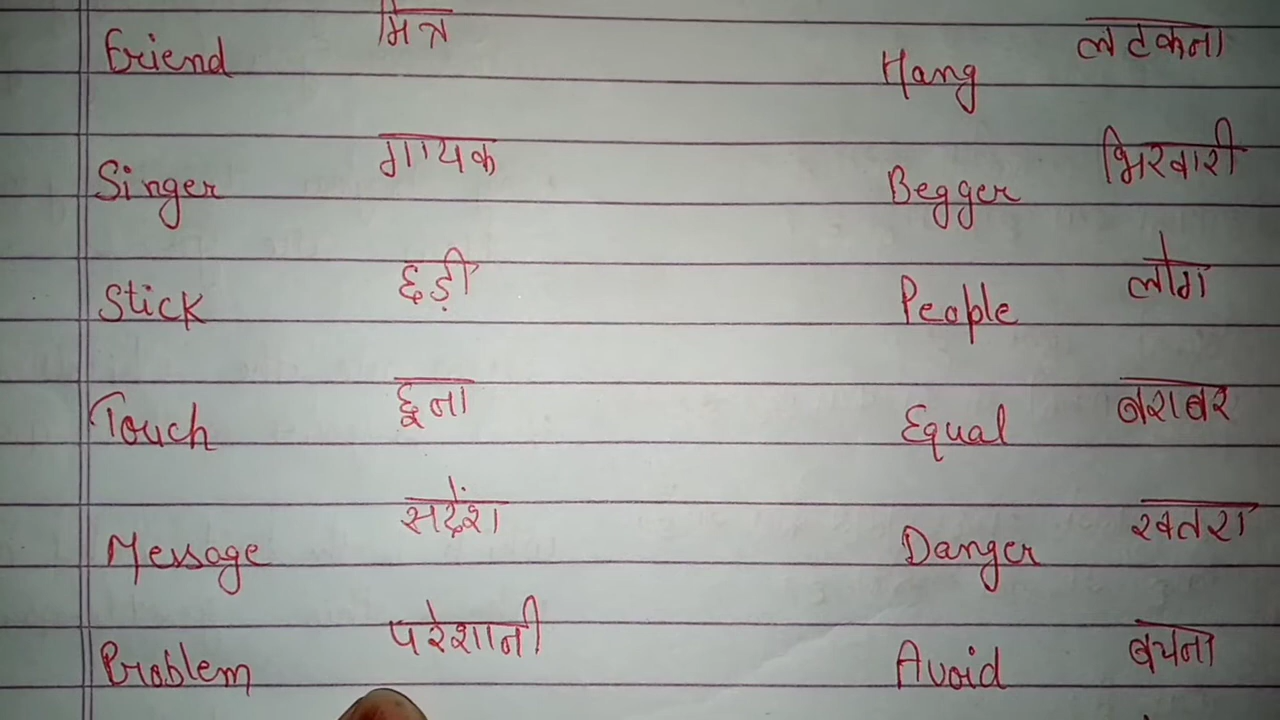 Friend मित्र Hang लटकना
Singer गायक Begger भिखारी
Stick छड़ी People लोग
Touch छूना Equal बराबर
Message सदेंश Danger खतरा
Problem परेशानी Avoid बचना